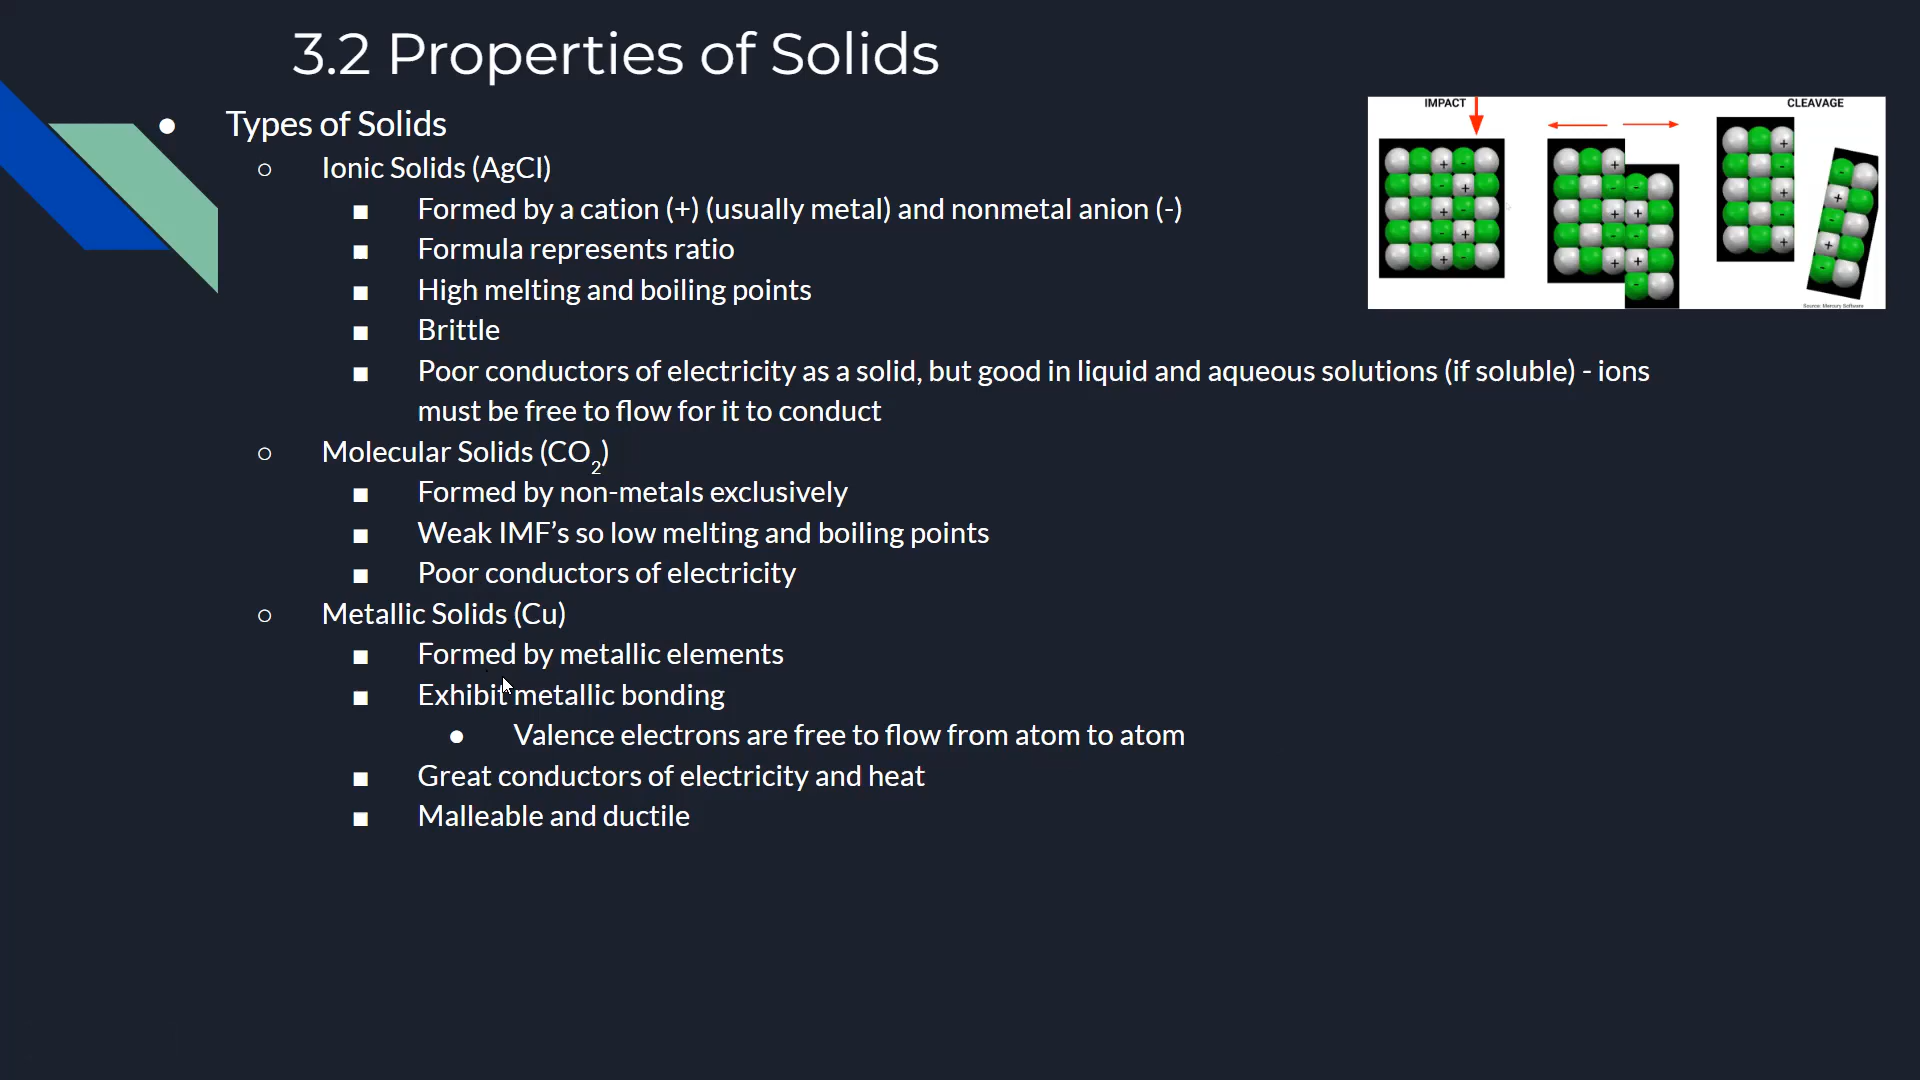 3.2 Properties of Solids
● Types of Solids
○ Ionic Solids (AgCl)
■ Formed by a cation (+) (usually metal) and nonmetal anion (-)
■ Formula represents ratio
■ High melting and boiling points
■ Brittle
■ Poor conductors of electricity as a solid, but good in liquid and aqueous solutions (if soluble) - ions
must be free to flow for it to conduct
○ Molecular Solids (CO₂)
■ Formed by non-metals exclusively
■ Weak IMF’s so low melting and boiling points
■ Poor conductors of electricity
○ Metallic Solids (Cu)
■ Formed by metallic elements
■ Exhibit metallic bonding
● Valence electrons are free to flow from atom to atom
■ Great conductors of electricity and heat
■ Malleable and ductile
IMPACT
CLEAVAGE
Source: Mercury Software